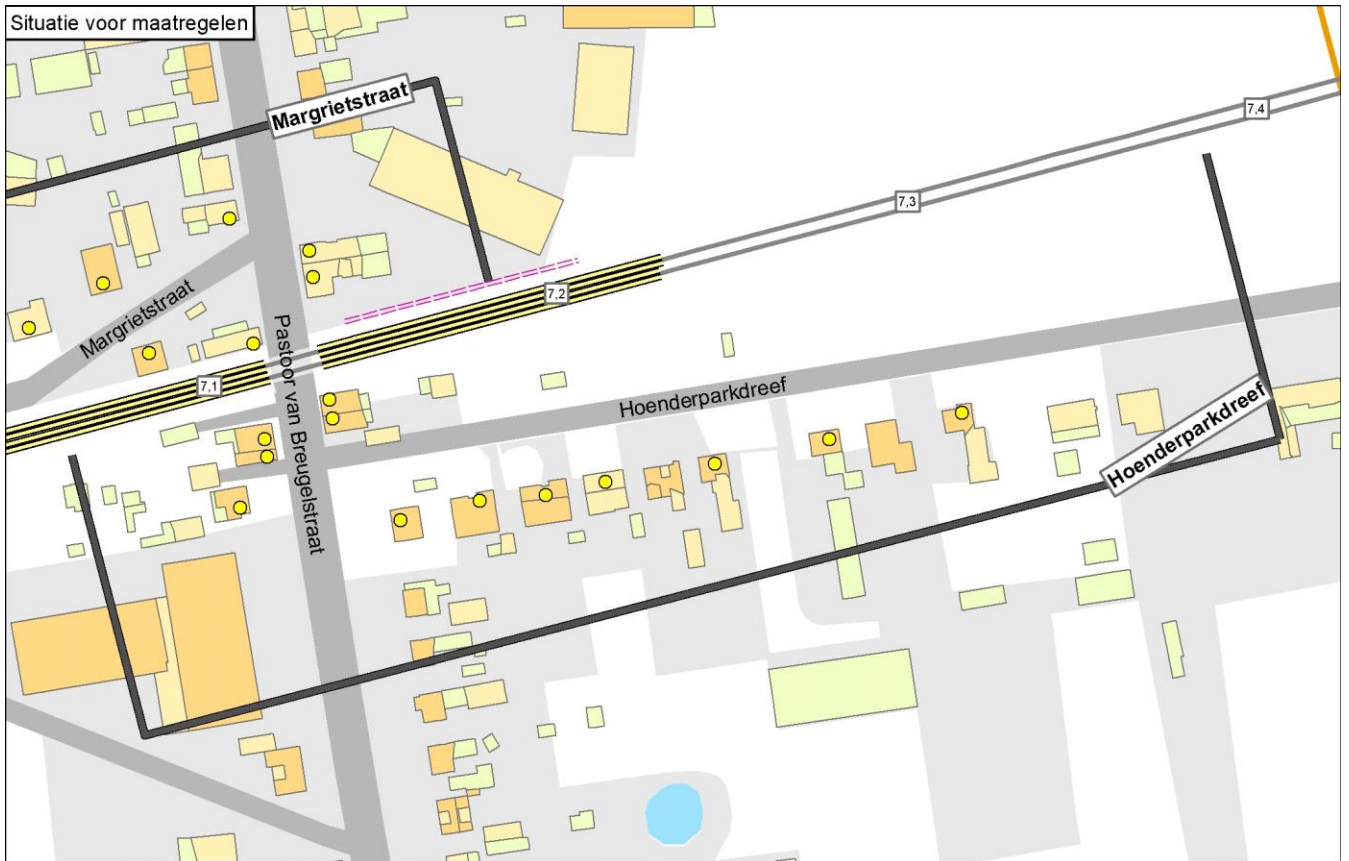 Situatie voor maatregelen
Margrietstraat
7,4
7,3
7,2
Margrietstraat
7,1
Pastoor van Breugelstraat
Hoenderparkdreef
Hoenderparkdreef